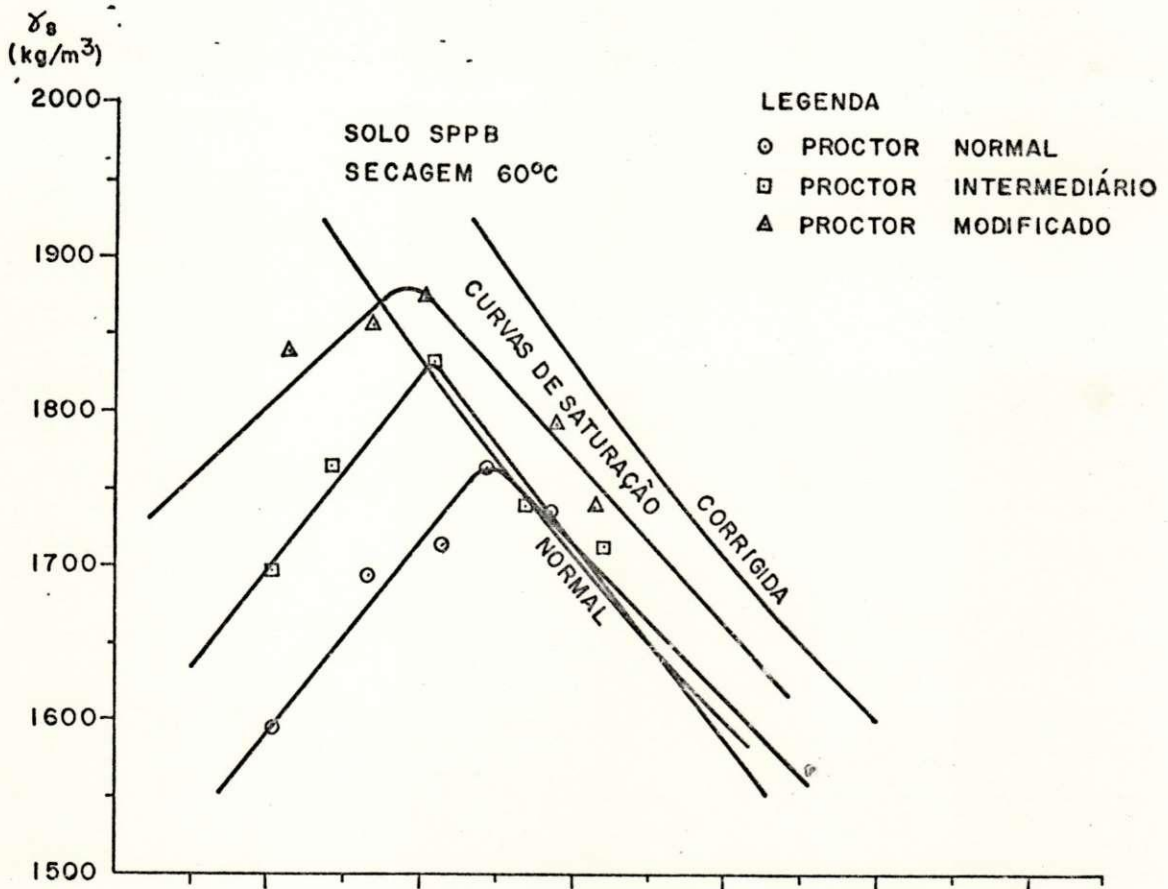 γs
(kg/m³)
2000
1900
1800
1700
1600
1500
SOLO SPPB
SECAGEM 60°C
LEGENDA
PROCTOR NORMAL
PROCTOR INTERMEDIÁRIO
PROCTOR MODIFICADO
CURVAS DE SATURAÇÃO
CORRIGIDA
NORMAL